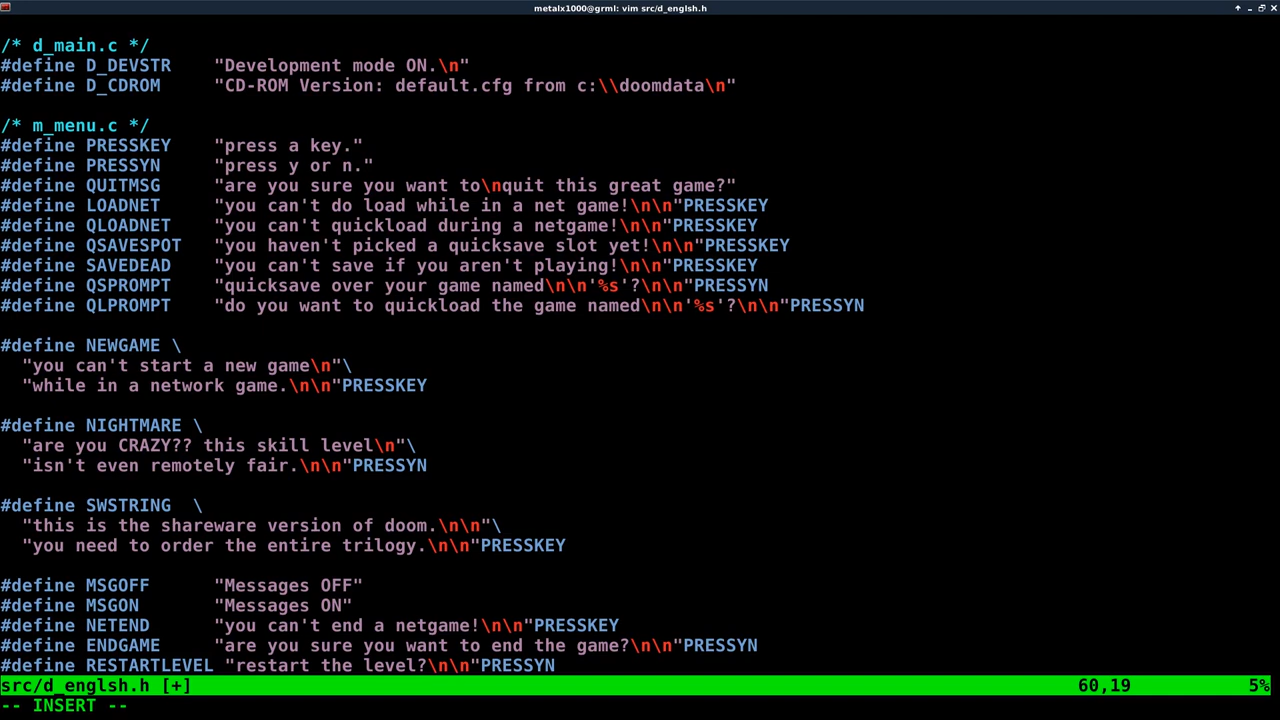 metalx1000@grml: vim src/d_englsh.h
/* d_main.c */
#define D_DEVSTR    "Development mode ON.\n"
#define D_CDROM     "CD-ROM Version: default.cfg from c:\\doomdata\n"
/* m_menu.c */
#define PRESSKEY    "press a key."
#define PRESSYN     "press y or n."
#define QUITMSG     "are you sure you want to\nquit this great game?"
#define LOADNET     "you can't do load while in a net game!\n\n"PRESSKEY
#define QLOADNET    "you can't quickload during a netgame!\n\n"PRESSKEY
#define QSAVESPOT   "you haven't picked a quicksave slot yet!\n\n"PRESSKEY
#define SAVEDEAD    "you can't save if you aren't playing!\n\n"PRESSKEY
#define QSPROMPT    "quicksave over your game named\n\n'%s'?\n\n"PRESSYN
#define QLPROMPT    "do you want to quickload the game named\n\n'%s'?\n\n"PRESSYN
#define NEWGAME \
  "you can't start a new game\n"\
  "while in a network game.\n\n"PRESSKEY
#define NIGHTMARE \
  "are you CRAZY?? this skill level\n"\
  "isn't even remotely fair.\n\n"PRESSYN
#define SWSTRING  \
  "this is the shareware version of doom.\n\n"\
  "you need to order the entire trilogy.\n\n"PRESSKEY
#define MSGOFF      "Messages OFF"
#define MSGON       "Messages ON"
#define NETEND      "you can't end a netgame!\n\n"PRESSKEY
#define ENDGAME     "are you sure you want to end the game?\n\n"PRESSYN
#define RESTARTLEVEL "restart the level?\n\n"PRESSYN
src/d_englsh.h [+]    60,19    5%
-- INSERT --